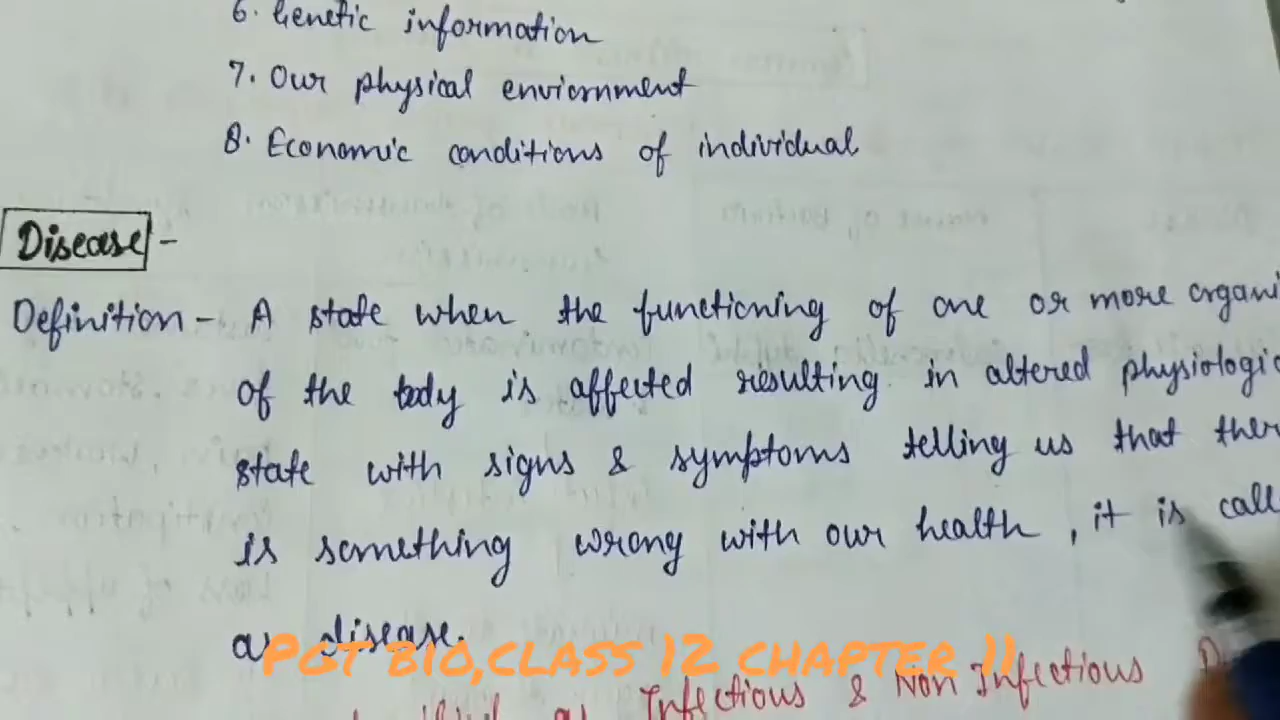 6. Genetic information
7. Our physical enviornment
8. Economic conditions of individual
Disease -
Definition - A state when the functioning of one or more organ
of the body is affected resulting in altered physiologic
state with signs & symptoms telling us that ther
is something wrong with our health, it is call
as disease.
Pgt bio,class 12 chapter 11
Infectious & Non Infectious